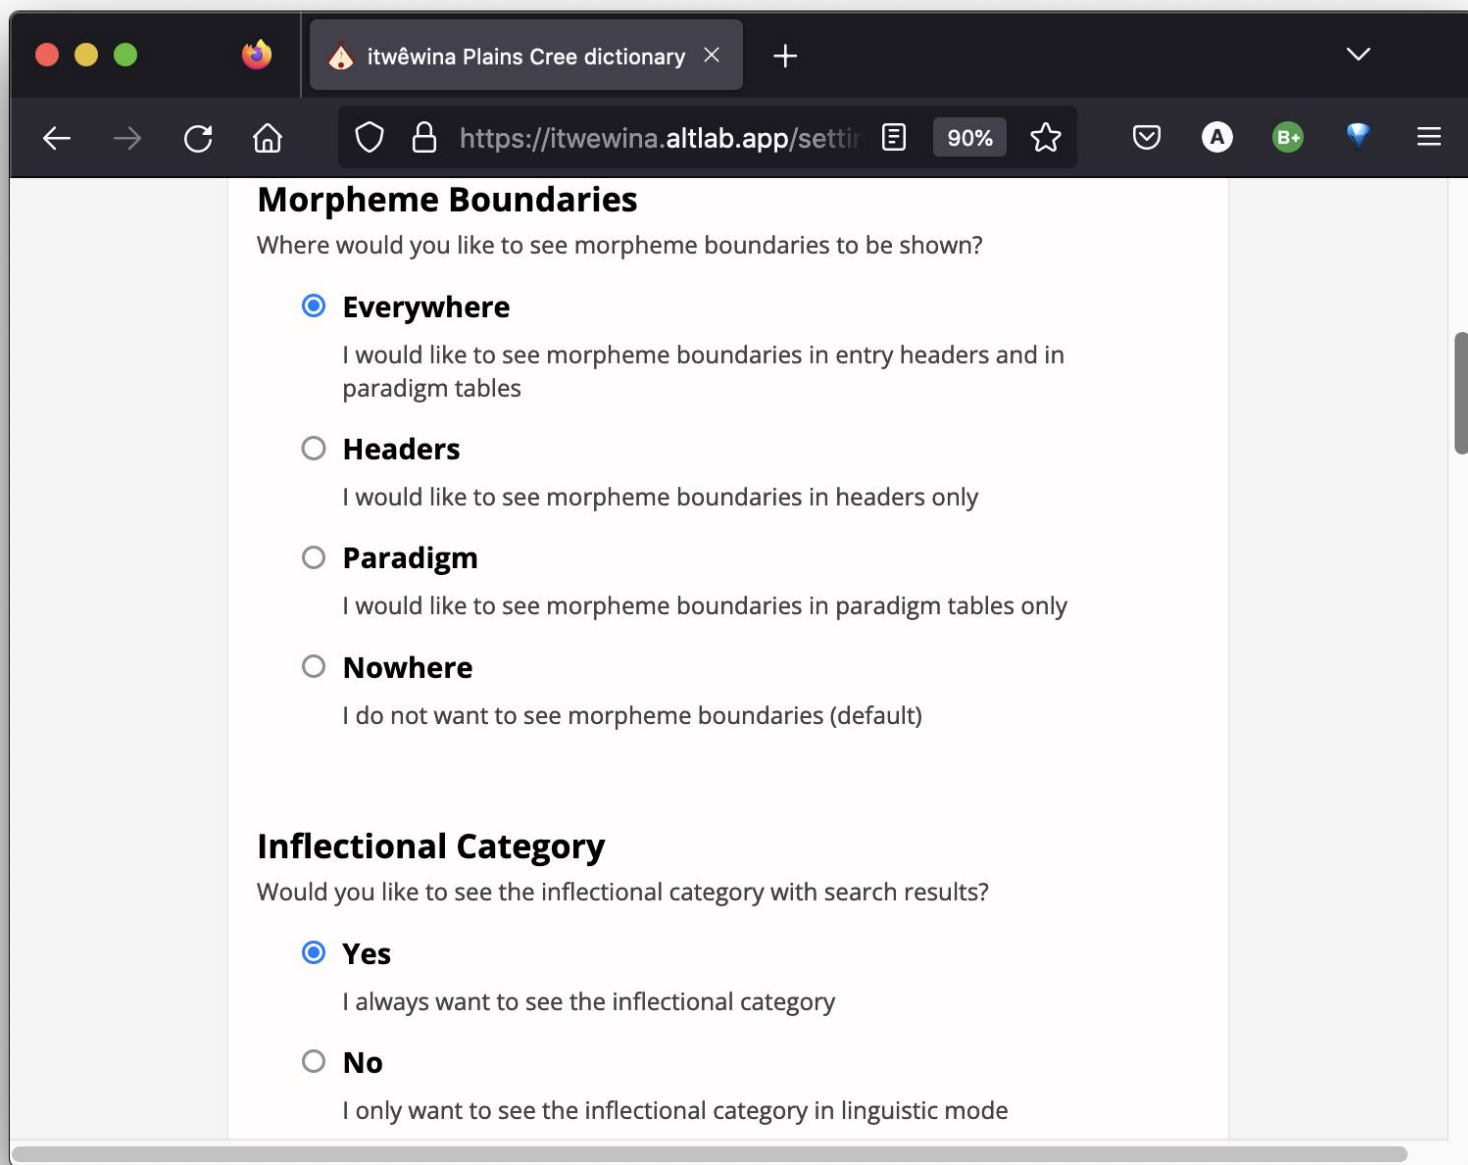 itwêwina Plains Cree dictionary
https://itwewina.altlab.app/settin
90%
A
B+
Morpheme Boundaries
Where would you like to see morpheme boundaries to be shown?
Everywhere
I would like to see morpheme boundaries in entry headers and in
paradigm tables
Headers
I would like to see morpheme boundaries in headers only
Paradigm
I would like to see morpheme boundaries in paradigm tables only
Nowhere
I do not want to see morpheme boundaries (default)
Inflectional Category
Would you like to see the inflectional category with search results?
Yes
I always want to see the inflectional category
No
I only want to see the inflectional category in linguistic mode